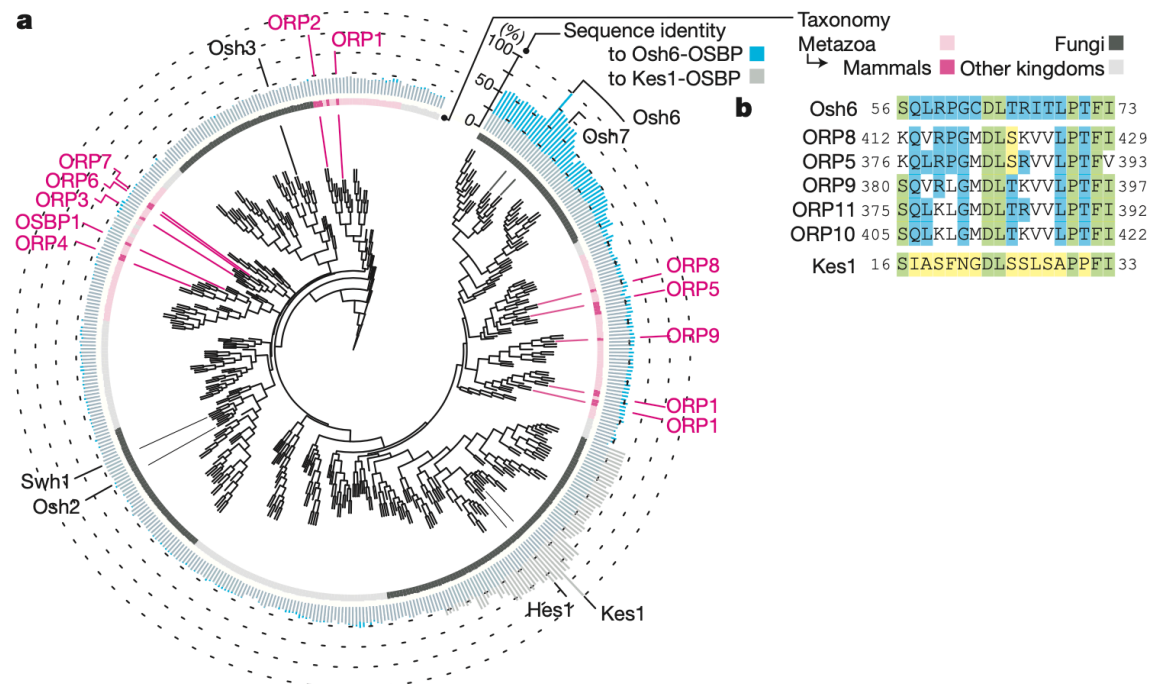 a
ORP2
ORP1
Osh3
(%)
100
50
0
Sequence identity
to Osh6-OSBP
to Kes1-OSBP
Taxonomy
Metazoa
Mammals
Fungi
Other kingdoms
Osh6
Osh7
ORP7
ORP6
ORP3
OSBP1
ORP4
ORP8
ORP5
ORP9
ORP1
ORP1
Swh1
Osh2
Hes1
Kes1
b
Osh6 56 SQLRPGCDLTRITLPTFI 73
ORP8 412 KQVRPGMDLSKVVLPTFI 429
ORP5 376 KQLRPGMDLSRVVLPTFV 393
ORP9 380 SQVRLGMDLTKVVLPTFI 397
ORP11 375 SQLKLGMDLTRVVLPTFI 392
ORP10 405 SQLKLGMDLTKVVLPTFI 422
Kes1 16 SIASFNGDLSSLSAPPFI 33